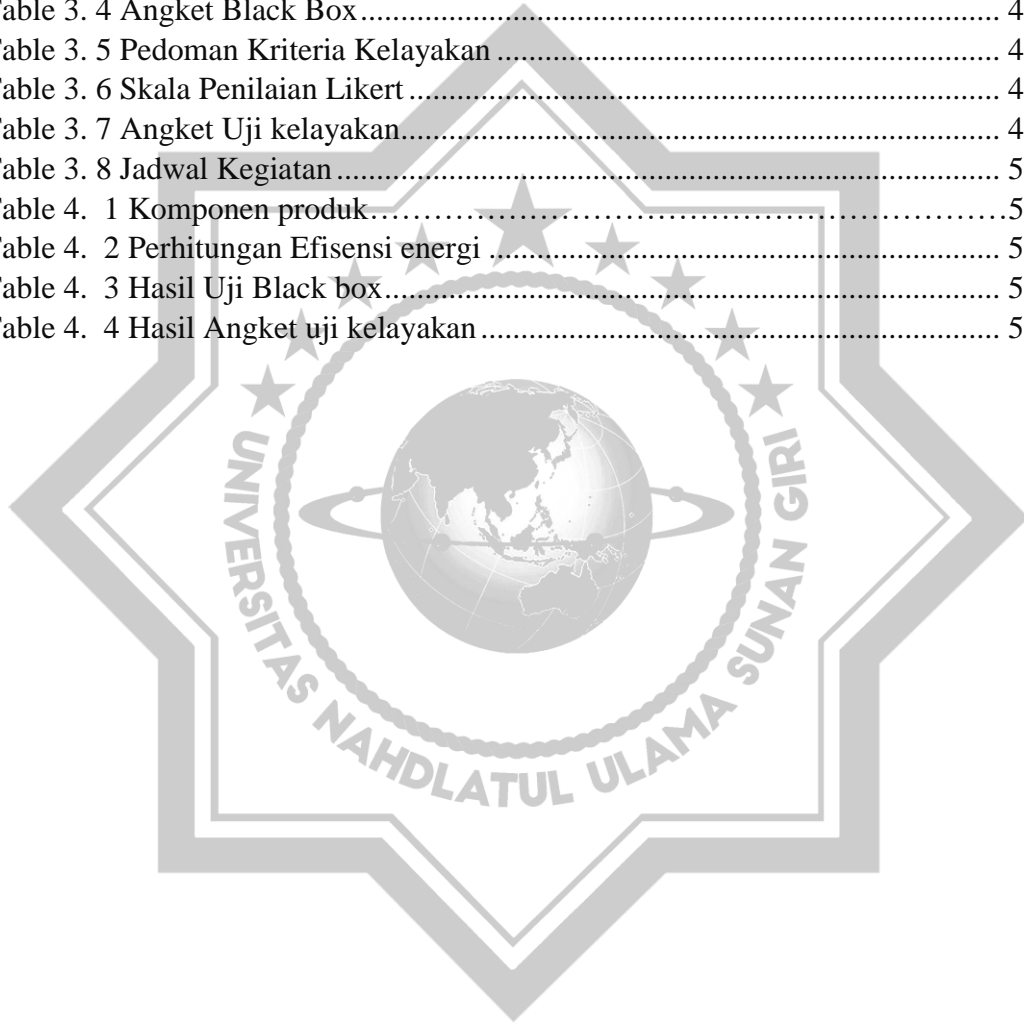 able 3. 4 Angket Black Box.......................................................................................... 4
able 3. 5 Pedoman Kriteria Kelayakan ....................................................................... 4
able 3. 6 Skala Penilaian Likert ................................................................................... 4
able 3. 7 Angket Uji kelayakan.................................................................................... 4
able 3. 8 Jadwal Kegiatan ............................................................................................. 5
able 4. 1 Komponen produk……………………………………………………………5
able 4. 2 Perhitungan Efisensi energi ........................................................................ 5
able 4. 3 Hasil Uji Black box....................................................................................... 5
able 4. 4 Hasil Angket uji kelayakan .......................................................................... 5
UNIVERSITAS NAHDLATUL ULAMA SUNAN GIRI